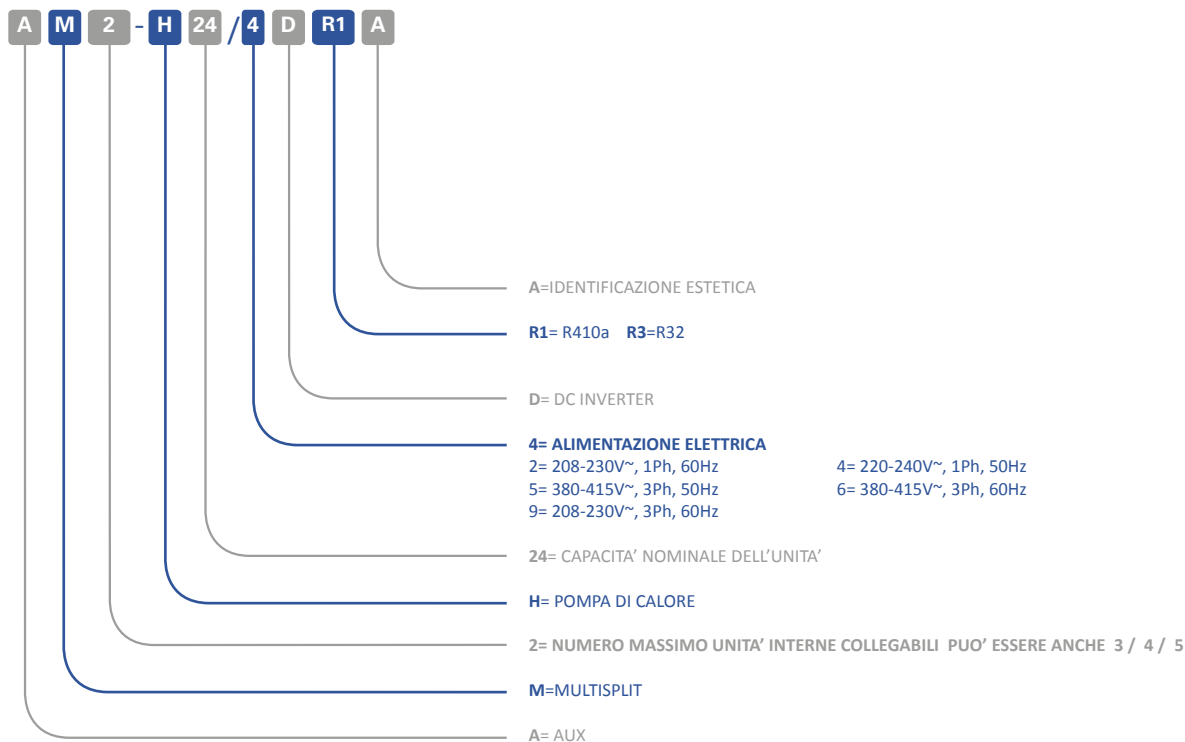 A M 2 - H 24 / 4 D R1 A
A=IDENTIFICAZIONE ESTETICA
R1= R410a R3=R32
D= DC INVERTER
4= ALIMENTAZIONE ELETTRICA
2= 208-230V~, 1Ph, 60Hz 4= 220-240V~, 1Ph, 50Hz
5= 380-415V~, 3Ph, 50Hz 6= 380-415V~, 3Ph, 60Hz
9= 208-230V~, 3Ph, 60Hz
24= CAPACITA’ NOMINALE DELL’UNITA’
H= POMPA DI CALORE
2= NUMERO MASSIMO UNITA’ INTERNE COLLEGABILI PUO’ ESSERE ANCHE 3 / 4 / 5
M=MULTISPLIT
A= AUX